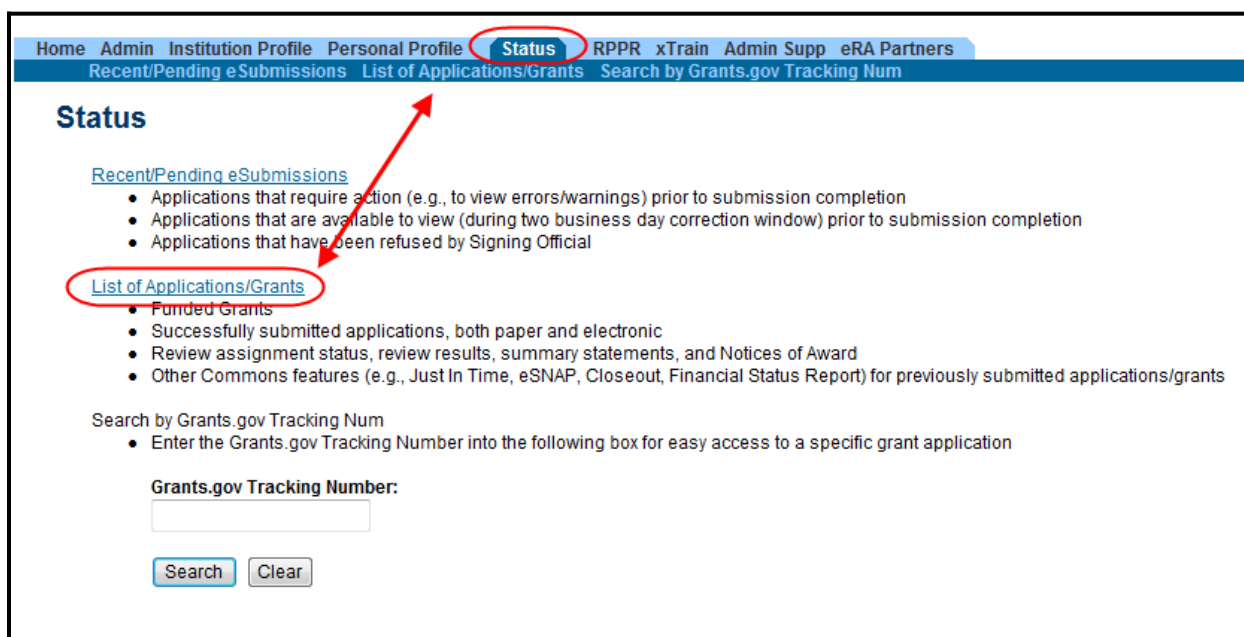 Home Admin Institution Profile Personal Profile Status RPPR xTrain Admin Supp eRA Partners
Recent/Pending eSubmissions List of Applications/Grants Search by Grants.gov Tracking Num
Status
Recent/Pending eSubmissions
• Applications that require action (e.g., to view errors/warnings) prior to submission completion
• Applications that are available to view (during two business day correction window) prior to submission completion
• Applications that have been refused by Signing Official
List of Applications/Grants
• Funded Grants
• Successfully submitted applications, both paper and electronic
• Review assignment status, review results, summary statements, and Notices of Award
• Other Commons features (e.g., Just In Time, eSNAP, Closeout, Financial Status Report) for previously submitted applications/grants
Search by Grants.gov Tracking Num
• Enter the Grants.gov Tracking Number into the following box for easy access to a specific grant application
Grants.gov Tracking Number:
Search Clear